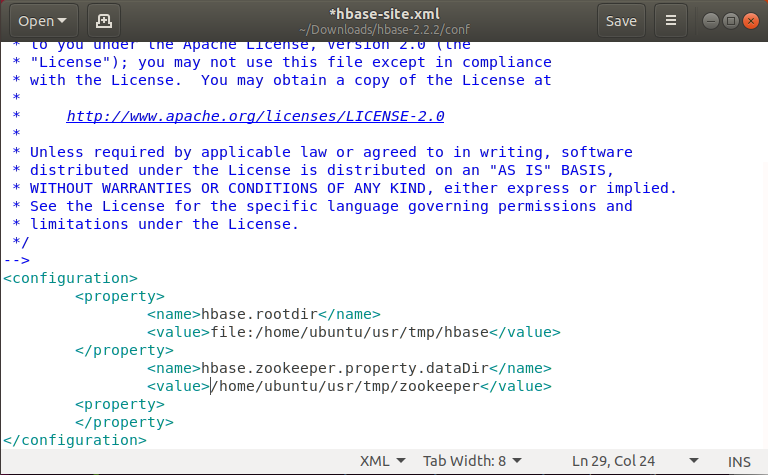 Open
*hbase-site.xml
~/Downloads/hbase-2.2.2/conf
Save
* to you under the Apache License, Version 2.0 (the
* "License"); you may not use this file except in compliance
* with the License.  You may obtain a copy of the License at
*
*     http://www.apache.org/licenses/LICENSE-2.0
*
* Unless required by applicable law or agreed to in writing, software
* distributed under the License is distributed on an "AS IS" BASIS,
* WITHOUT WARRANTIES OR CONDITIONS OF ANY KIND, either express or implied.
* See the License for the specific language governing permissions and
* limitations under the License.
*/
-->
<configuration>
        <property>
                <name>hbase.rootdir</name>
                <value>file:/home/ubuntu/usr/tmp/hbase</value>
        </property>
                <name>hbase.zookeeper.property.dataDir</name>
                <value>/home/ubuntu/usr/tmp/zookeeper</value>
        <property>
        </property>
</configuration>
XML Tab Width: 8 Ln 29, Col 24 INS